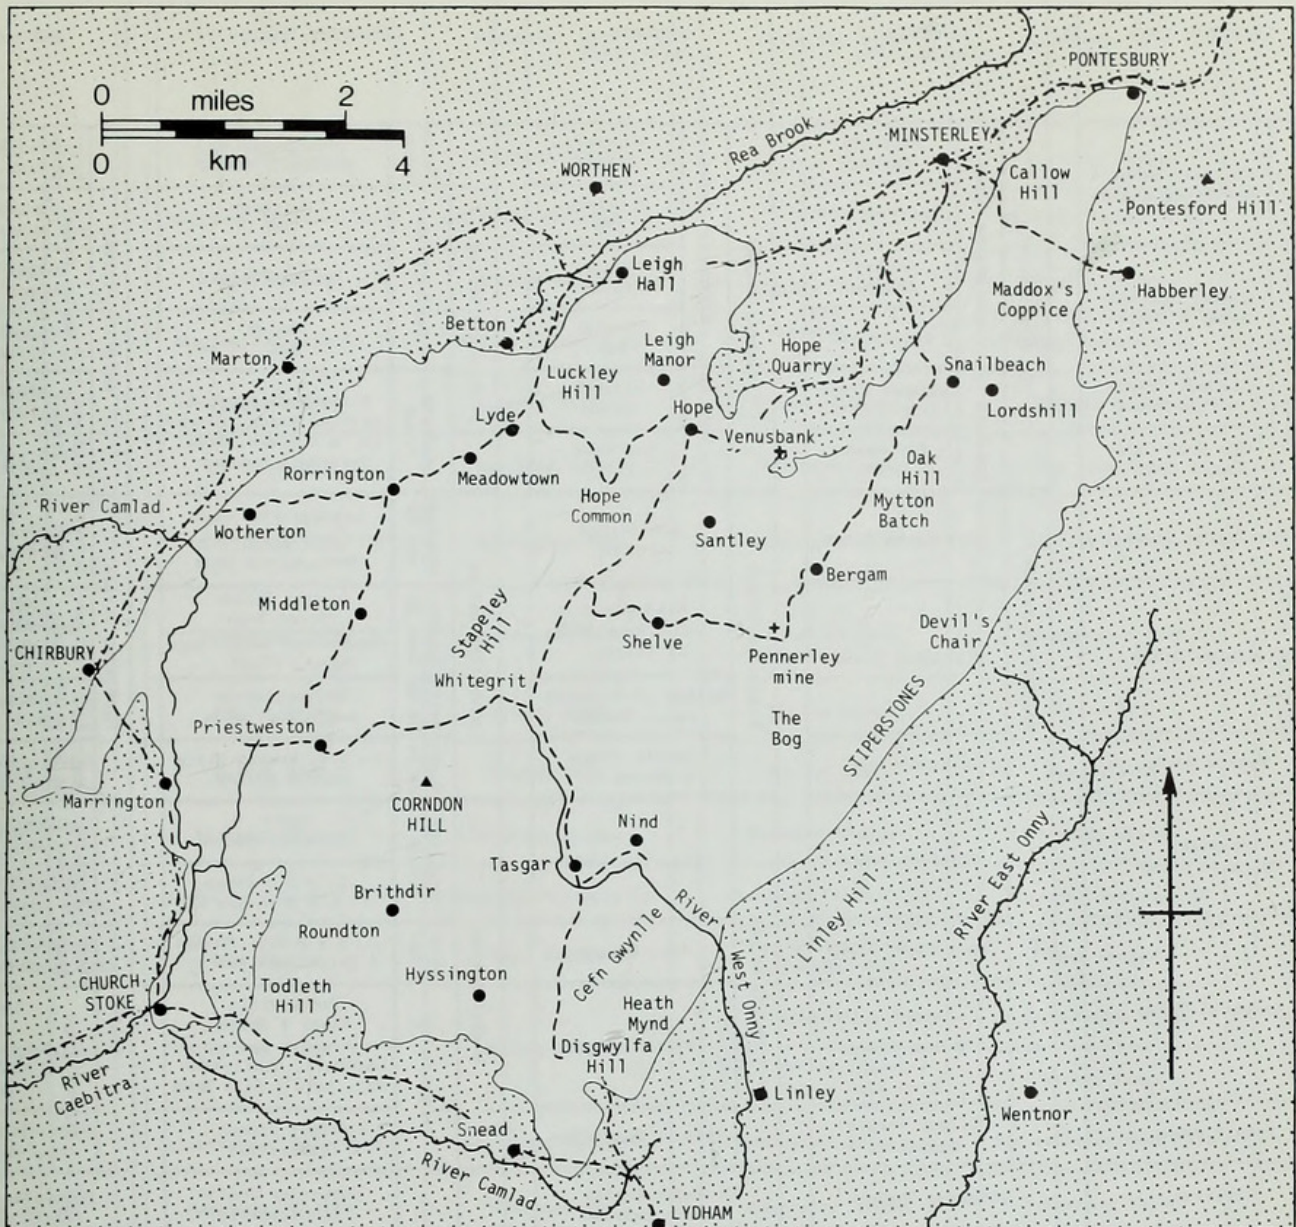 PONTESBURY
0 miles 2
0 km 4
MINSTERLEY
Rea Brook
WORTHEN
Callow
Hill
Pontesford Hill
Leigh
Hall
Maddox's
Coppice
Habberley
Betton
Leigh
Manor
Hope
Quarry
Marton
Luckley
Hill
Snailbeach
Lordshill
Lyde
Hope
Venusbank
Rorrington
Meadowtown
Oak
Hill
Mytton
Batch
Hope
Common
River Camlad
Wotherton
Santley
Bergam
Middleton
Stapeley
Hill
Shelve
Devil's
Chair
CHIRBURY
Pennerley
mine
Whitegrit
Priestweston
The
Bog
STIPERSTONES
Marrington
CORNDON
HILL
Nind
Tasgar
River East Onny
Brithdir
River
West Onny
Linley Hill
Roundton
Cefn Gwynlle
Hyssington
CHURCH
STOKE
Todleth
Hill
Heath
Mynd
Disgwylfa
Hill
River
Caebitra
Linley
Wentnor
Snead
River Camlad
LYDHAM